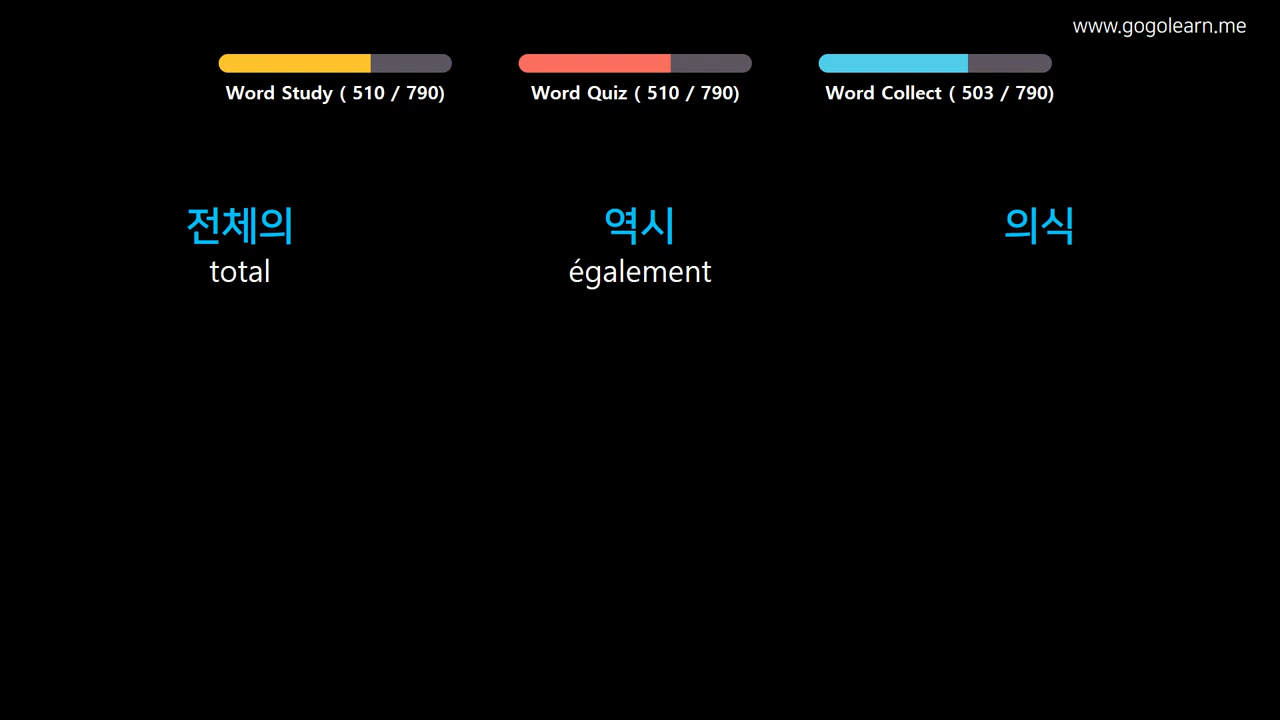 www.gogolearn.me
Word Study ( 510 / 790)
Word Quiz ( 510 / 790)
Word Collect ( 503 / 790)
전체의
total
역시
également
의식